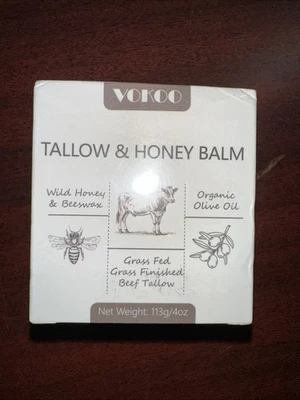 VOKOO
TALLOW & HONEY BALM
Wild Honey
& Beeswax
Organic
Olive Oil
Grass Fed
Grass Finished
Beef Tallow
Net Weight: 113g/4oz